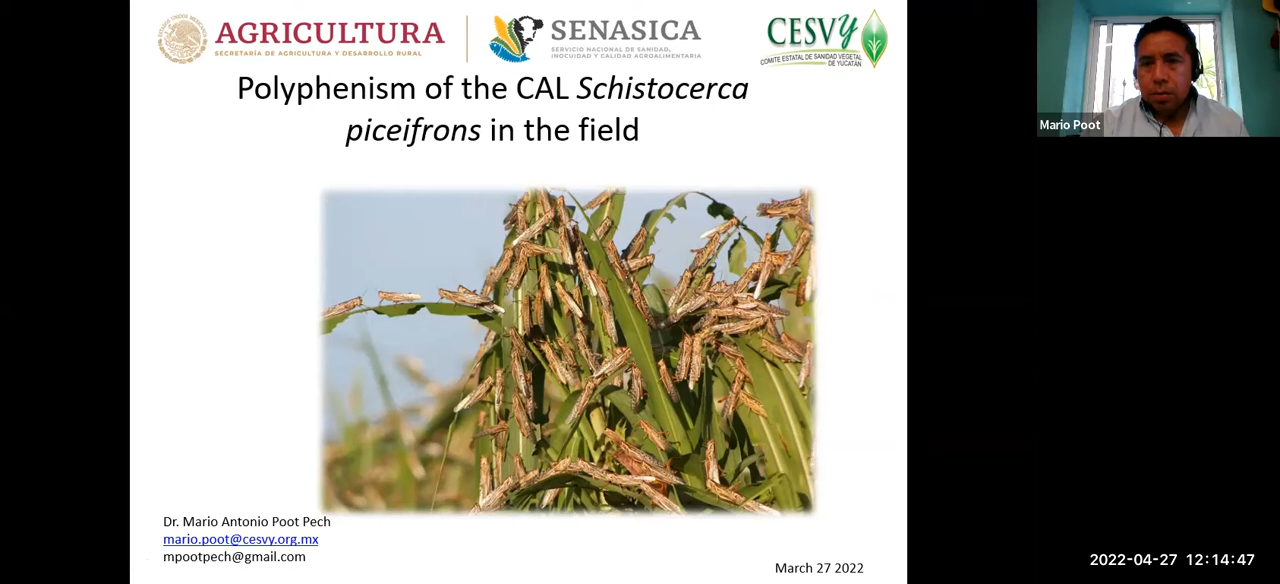 AGRICULTURA
SECRETARÍA DE AGRICULTURA Y DESARROLLO RURAL
SENASICA
SERVICIO NACIONAL DE SANIDAD,
INOCUIDAD Y CALIDAD AGROALIMENTARIA
CESVy
COMITE ESTATAL DE SANIDAD VEGETAL
DE YUCATÁN
Mario Poot
Polyphenism of the CAL Schistocerca
piceifrons in the field
Dr. Mario Antonio Poot Pech
mario.poot@cesvy.org.mx
mpootpech@gmail.com
March 27 2022
2022-04-27 12:14:47